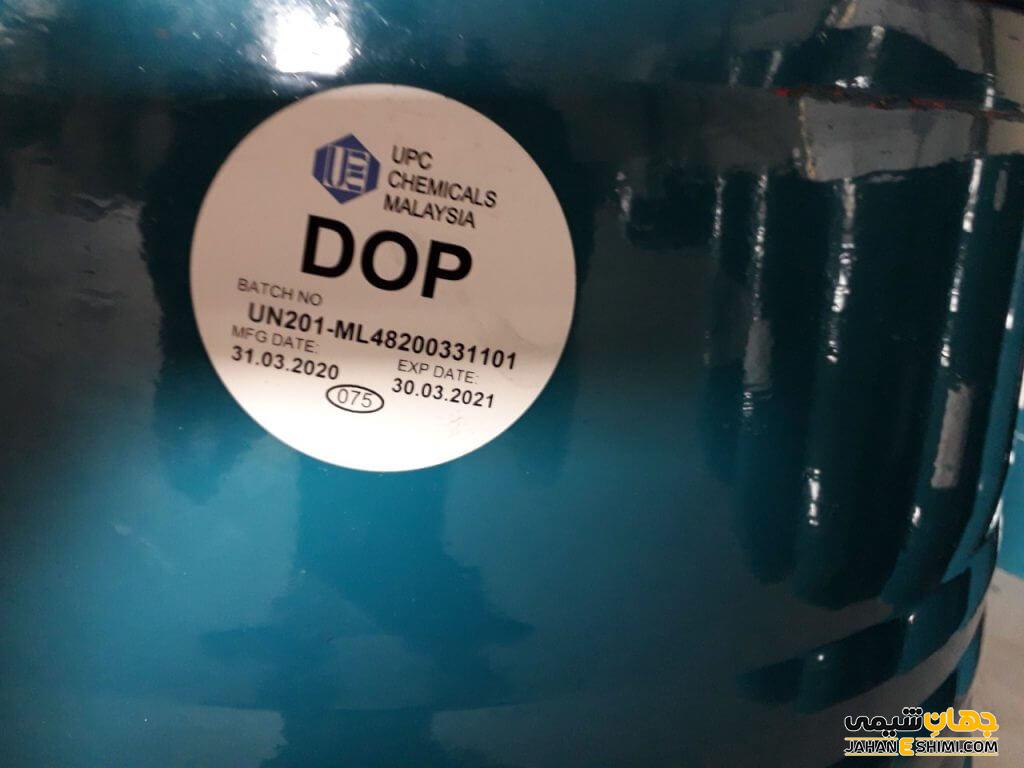 UPC
CHEMICALS
MALAYSIA
DOP
BATCH NO
UN201-ML48200331101
MFG DATE:
31.03.2020
EXP DATE:
30.03.2021
075
جهان شیمی
JAHANESHIMI.COM